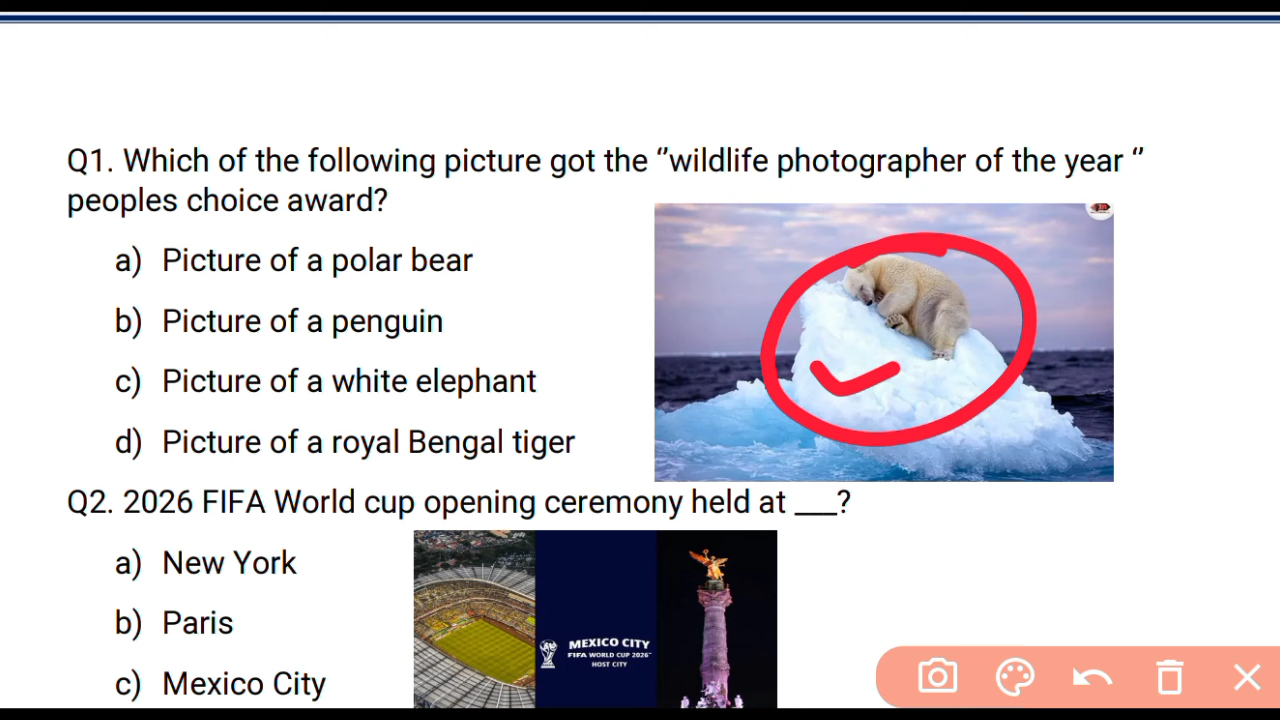 Q1. Which of the following picture got the “wildlife photographer of the year ”
peoples choice award?
a) Picture of a polar bear
b) Picture of a penguin
c) Picture of a white elephant
d) Picture of a royal Bengal tiger
Q2. 2026 FIFA World cup opening ceremony held at ___?
a) New York
b) Paris
c) Mexico City
MEXICO CITY
FIFA WORLD CUP 2026™
HOST CITY